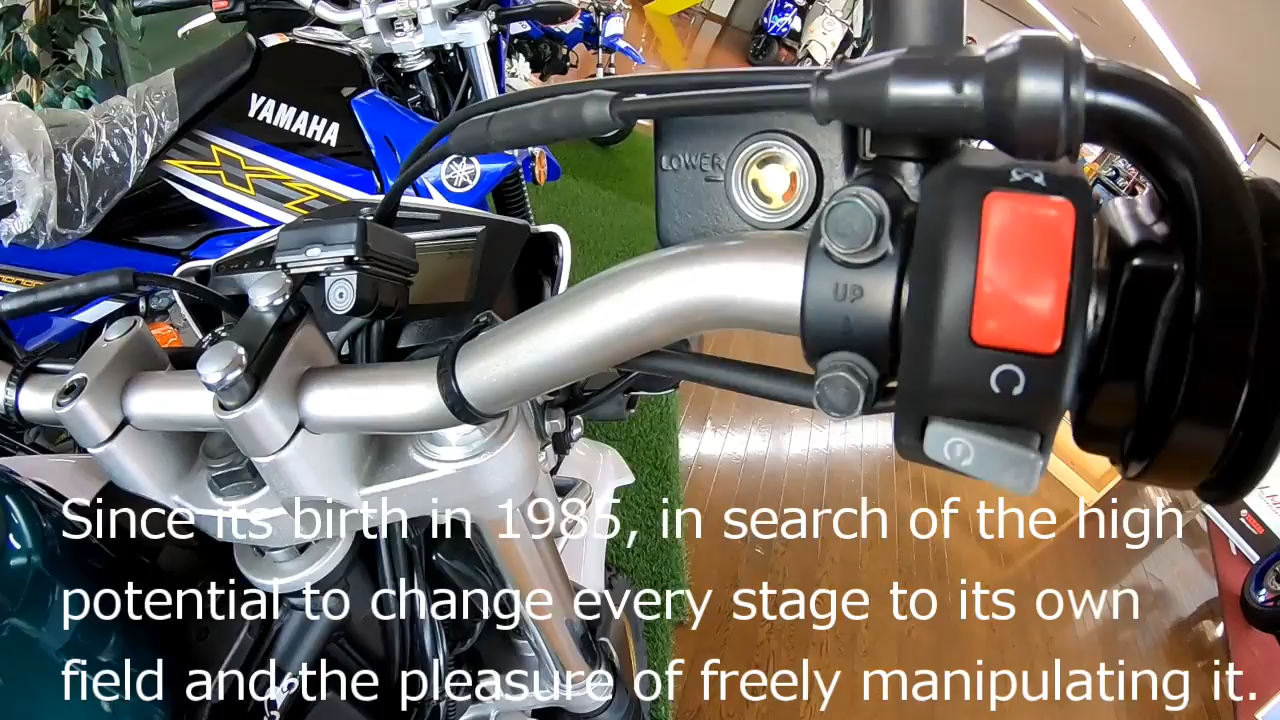 YAMAHA
LOWER
UP
Since its birth in 1985, in search of the high
potential to change every stage to its own
field and the pleasure of freely manipulating it.